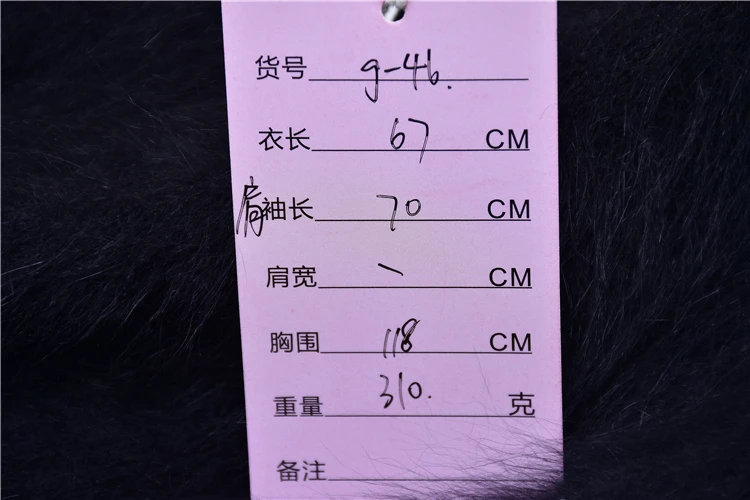 货号 g-46.
衣长 67 CM
肩袖长 70 CM
肩宽 - CM
胸围 118 CM
重量 310. 克
备注